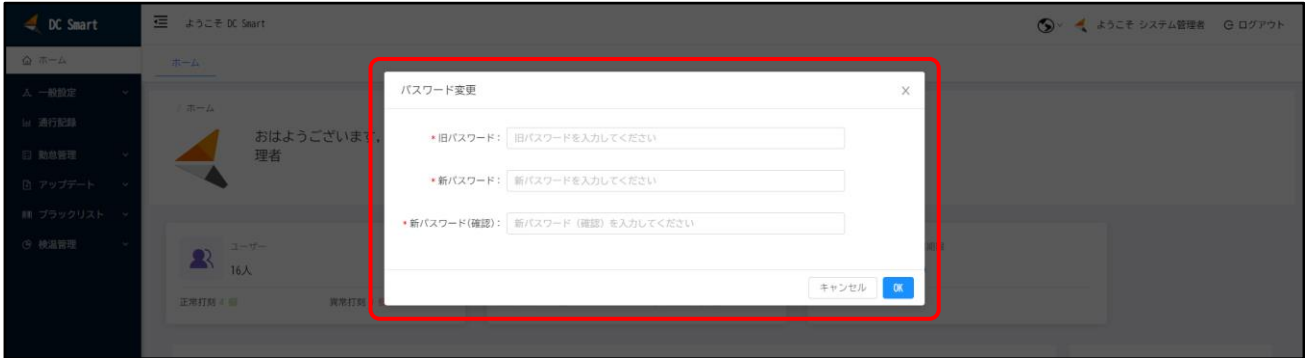 DC Smart
ようこそ DC Smart
ようこそ システム管理者
ログアウト
ホーム
ホーム
一般設定
通行記録
勤怠管理
アップデート
ブラックリスト
検温管理
/ ホーム
おはようございます,
理者
パスワード変更
* 旧パスワード: 旧パスワードを入力してください
* 新パスワード: 新パスワードを入力してください
* 新パスワード(確認): 新パスワード（確認）を入力してください
キャンセル
OK
ユーザー
16人
正常打刻
異常打刻